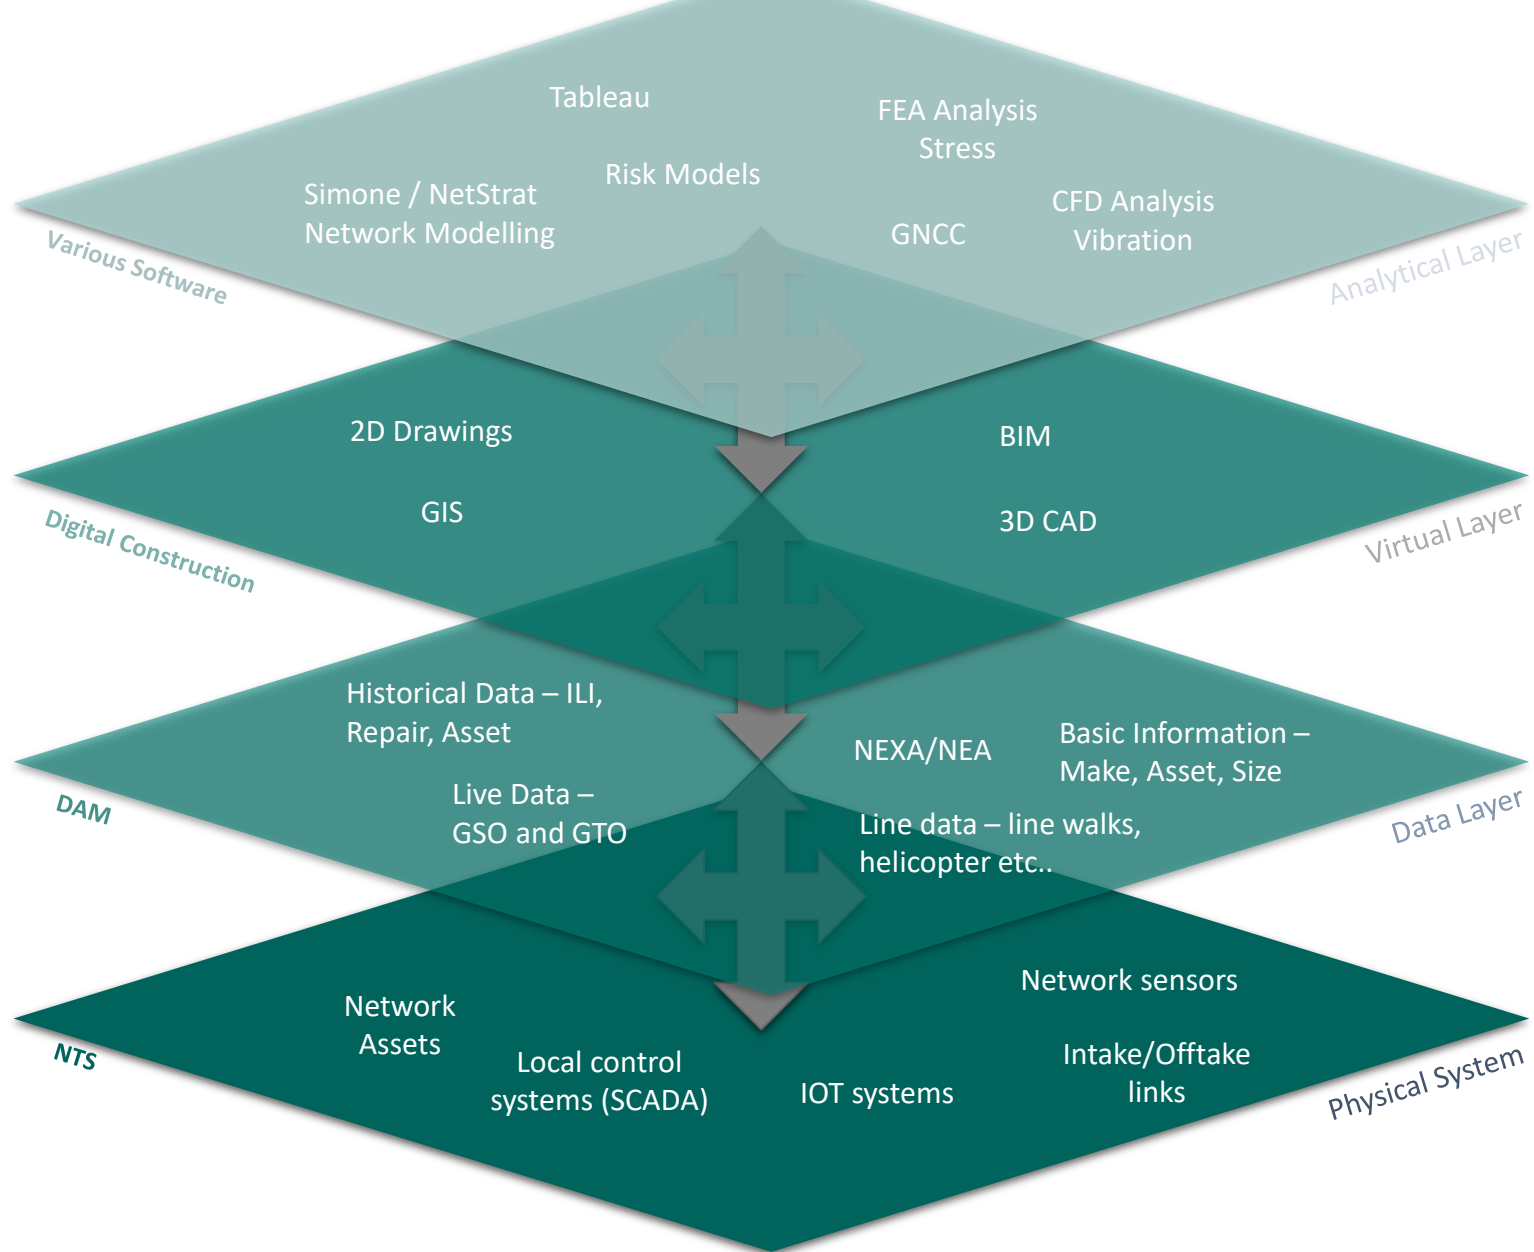 Tableau
FEA Analysis
Stress
Risk Models
Simone / NetStrat
Network Modelling
CFD Analysis
Vibration
GNCC
Various Software
Analytical Layer
2D Drawings
BIM
GIS
3D CAD
Digital Construction
Virtual Layer
Historical Data – ILI,
Repair, Asset
NEXA/NEA
Basic Information –
Make, Asset, Size
Live Data –
GSO and GTO
Line data – line walks,
helicopter etc..
DAM
Data Layer
Network sensors
Network
Assets
Local control
systems (SCADA)
IOT systems
Intake/Offtake
links
NTS
Physical System